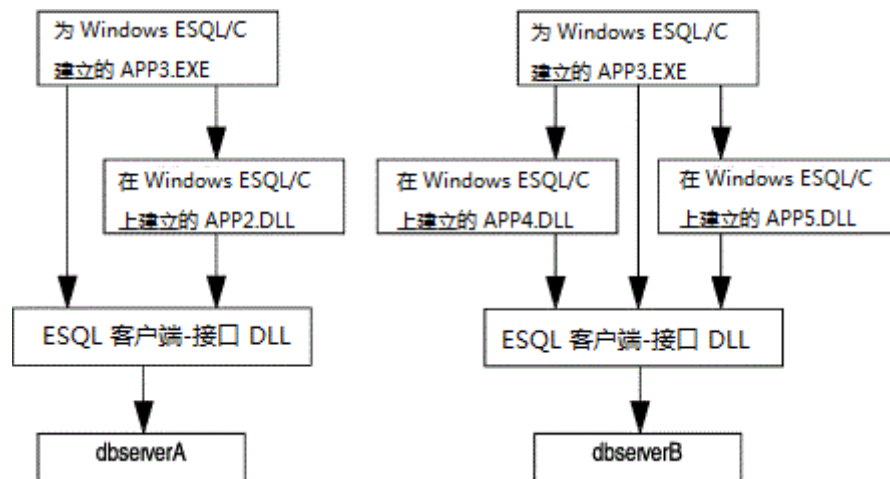 为 Windows ESQL/C
建立的 APP3.EXE
在 Windows ESQL/C
上建立的 APP2.DLL
ESQL 客户端-接口 DLL
dbserverA
为 Windows ESQL/C
建立的 APP3.EXE
在 Windows ESQL/C
上建立的 APP4.DLL
在 Windows ESQL/C
上建立的 APP5.DLL
ESQL 客户端-接口 DLL
dbserverB